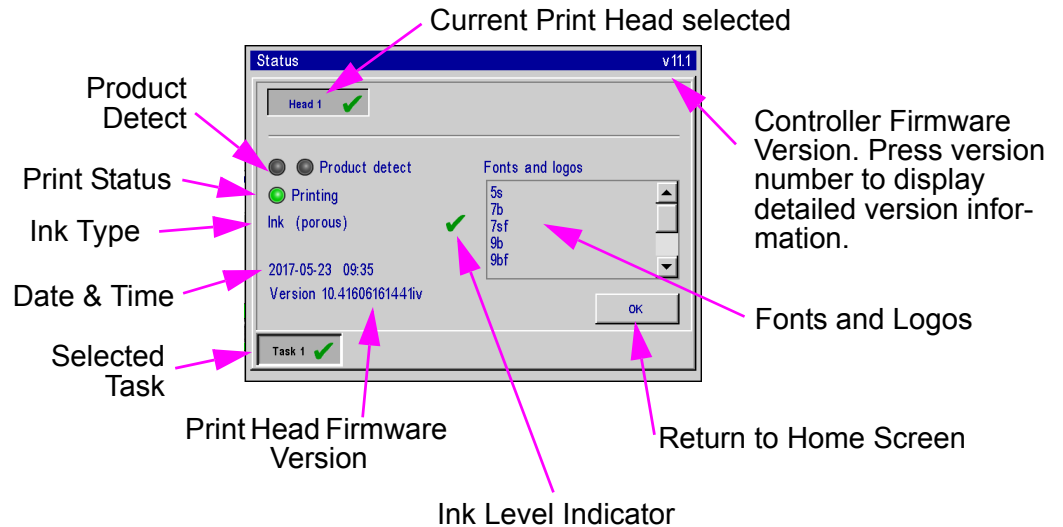 Current Print Head selected
Status
v11.1
Head 1
Product
Detect
Controller Firmware
Version. Press version
number to display
detailed version infor-
mation.
Product detect
Fonts and logos
Print Status
Printing
5s
7b
7sf
9b
9bf
Ink Type
Ink (porous)
Date & Time
2017-05-23 09:35
Version 10.41606161441iv
OK
Fonts and Logos
Selected
Task
Task 1
Print Head Firmware
Version
Return to Home Screen
Ink Level Indicator